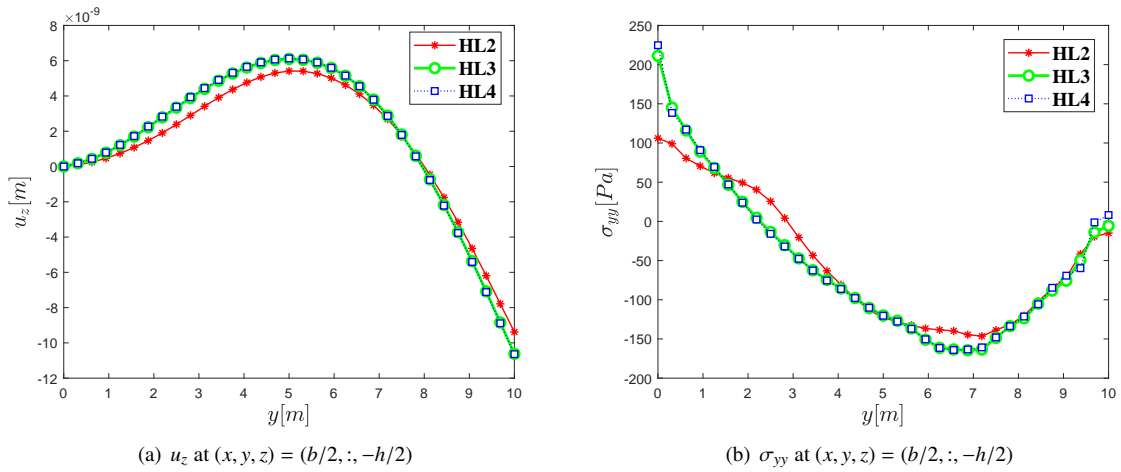 ×10⁻⁹
8
6
4
2
0
-2
-4
-6
-8
-10
-12
u_z[m]
HL2
HL3
HL4
0 1 2 3 4 5 6 7 8 9 10
y[m]
(a) u_z at (x, y, z) = (b/2, :, −h/2)
250
200
150
100
50
0
-50
-100
-150
-200
σ_yy[Pa]
HL2
HL3
HL4
0 1 2 3 4 5 6 7 8 9 10
y[m]
(b) σ_yy at (x, y, z) = (b/2, :, −h/2)